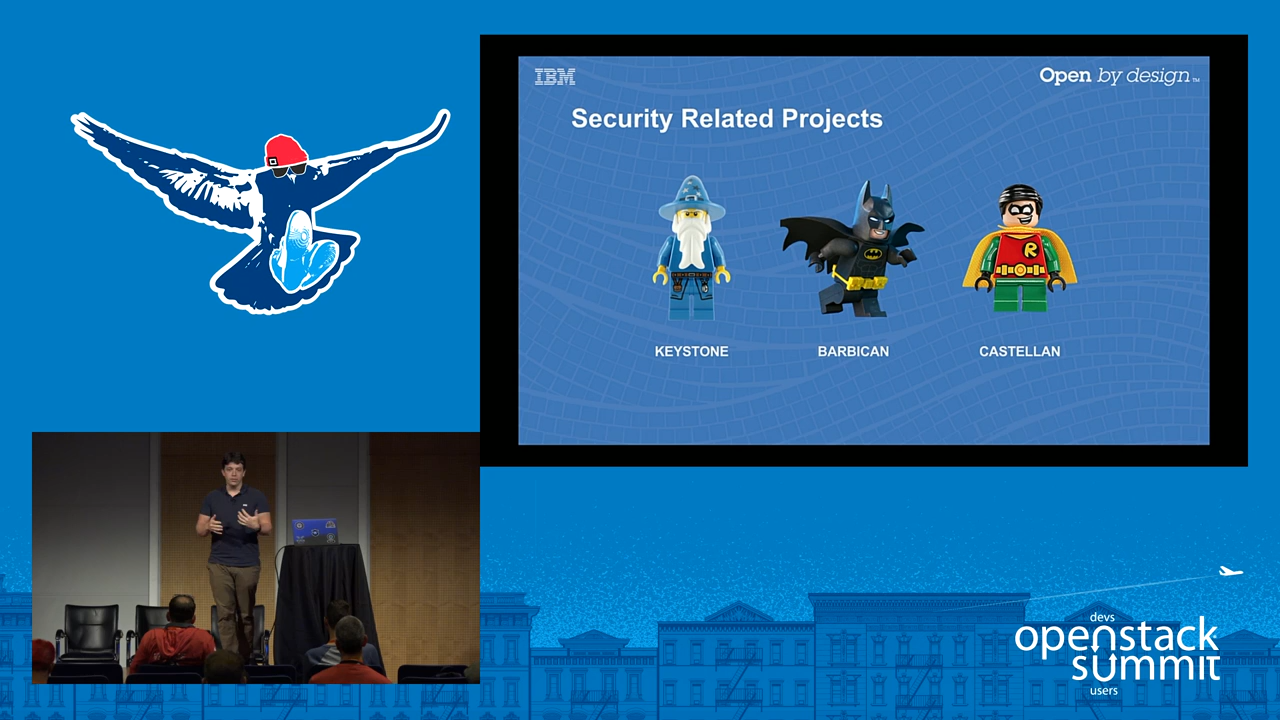 IBM
Open by design™
Security Related Projects
R
KEYSTONE
BARBICAN
CASTELLAN
devs
openstack
summit
users